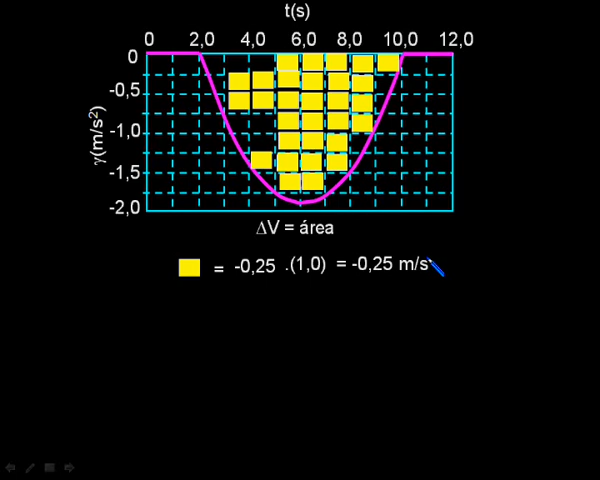 t(s)
0 2,0 4,0 6,0 8,0 10,0 12,0
0
-0,5
-1,0
-1,5
-2,0
γ(m/s²)
ΔV = área
= -0,25 .(1,0) = -0,25 m/s